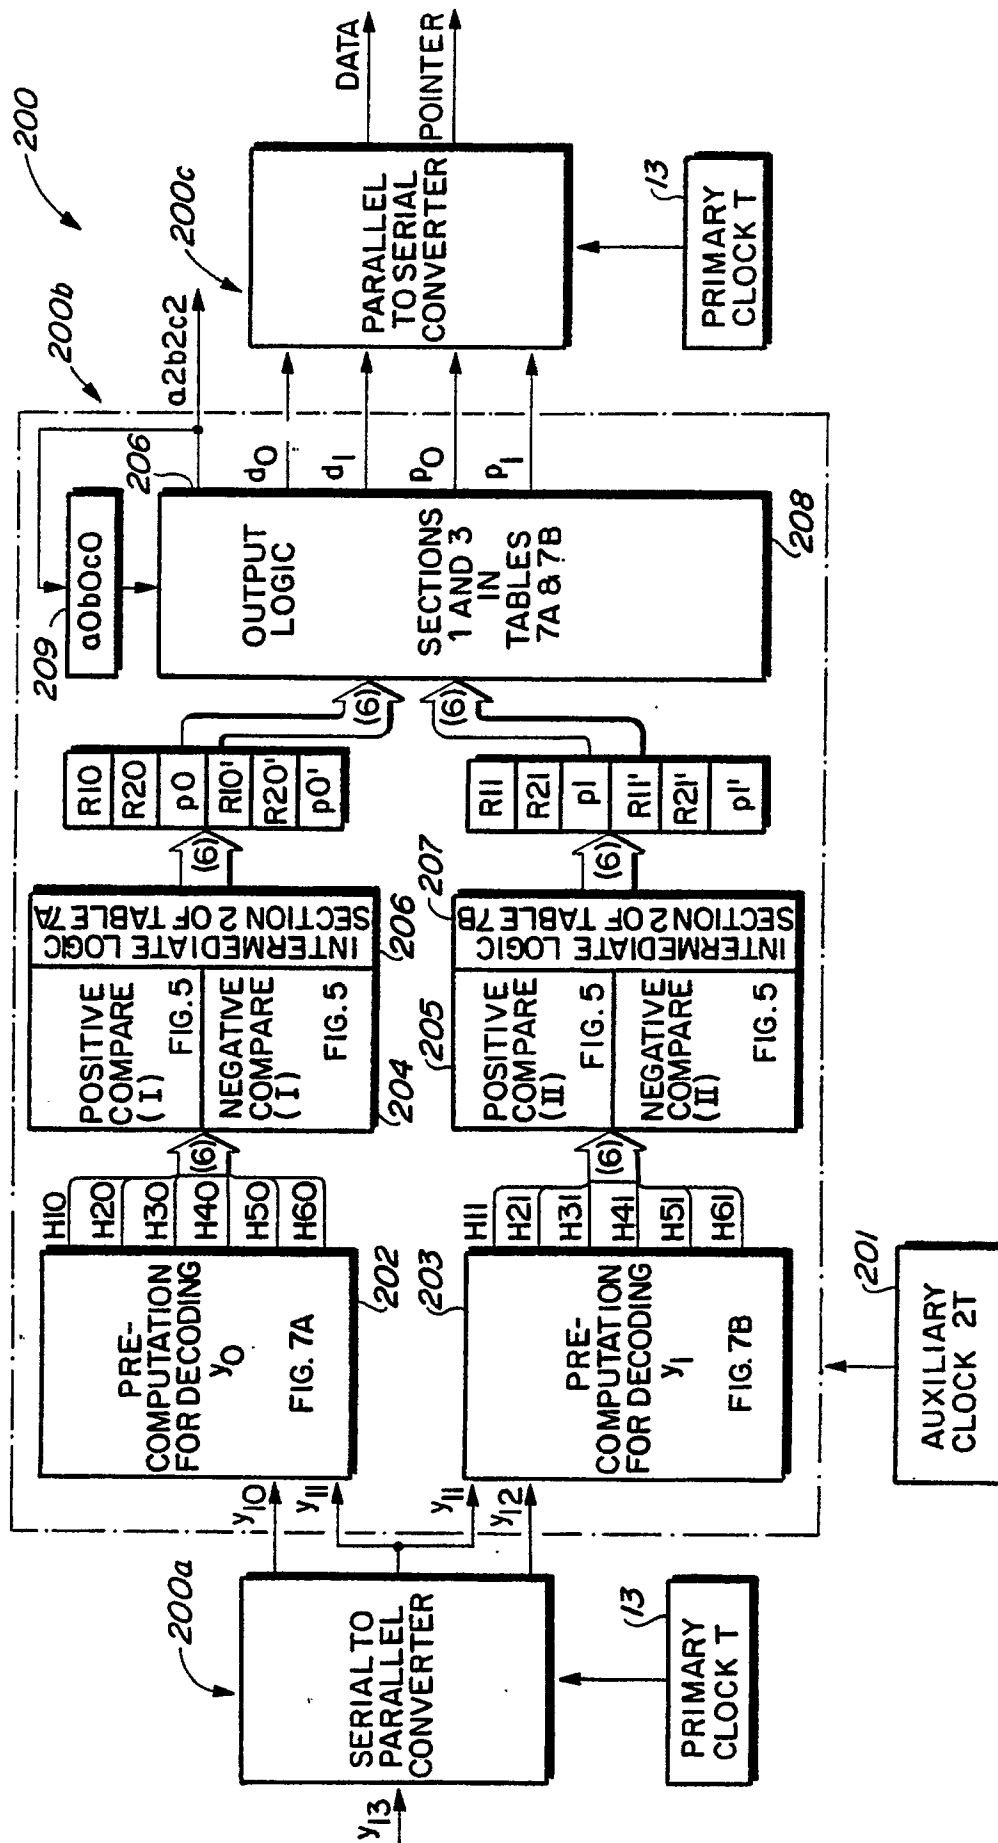 200
y13
200a
SERIAL TO
PARALLEL
CONVERTER
PRIMARY
CLOCK T
13
y10
y11
y11
y12
200b
PRE-
COMPUTATION
FOR DECODING
y0
FIG. 7A
202
H10
H20
H30
H40
H50
H60
(6)
POSITIVE
COMPARE
(I)
FIG. 5
NEGATIVE
COMPARE
(I)
FIG. 5
204
INTERMEDIATE LOGIC
SECTION 2 OF TABLE 7A
206
(6)
R10
R20
p0
R10'
R20'
p0'
(6)
PRE-
COMPUTATION
FOR DECODING
y1
FIG. 7B
203
H11
H21
H31
H41
H51
H61
(6)
205
POSITIVE
COMPARE
(II)
FIG. 5
NEGATIVE
COMPARE
(II)
FIG. 5
INTERMEDIATE LOGIC
SECTION 2 OF TABLE 7B
207
(6)
R11
R21
p1
R11'
R21'
p1'
(6)
209
a0b0c0
206
a2b2c2
OUTPUT
LOGIC
SECTIONS
1 AND 3
IN
TABLES
7A & 7B
208
d0
d1
p0
p1
200c
PARALLEL
TO SERIAL
CONVERTER
DATA
POINTER
PRIMARY
CLOCK T
13
AUXILIARY
CLOCK 2T
201